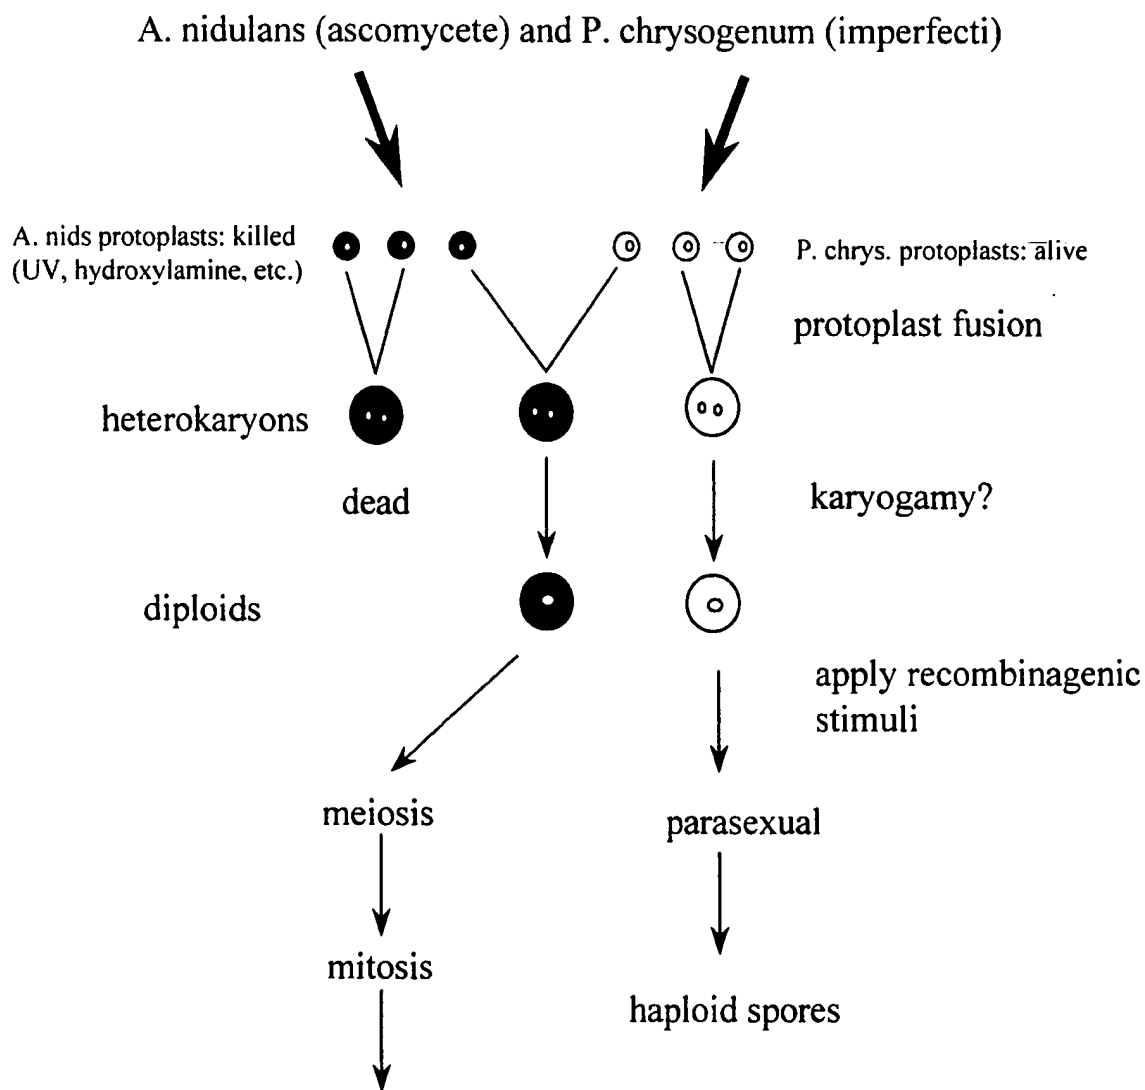 A. nidulans (ascomycete) and P. chrysogenum (imperfecti)
A. nids protoplasts: killed
(UV, hydroxylamine, etc.)
P. chrys. protoplasts: alive
protoplast fusion
heterokaryons
dead
karyogamy?
diploids
apply recombinagenic
stimuli
meiosis
parasexual
mitosis
haploid spores